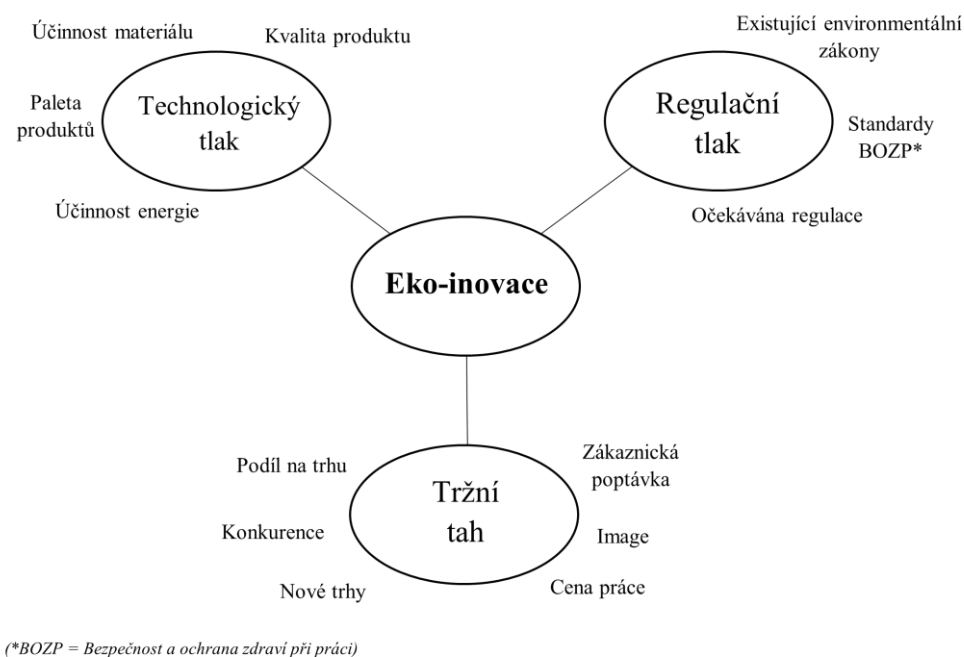 Účinnost materiálu
Kvalita produktu
Paleta
produktů
Technologický
tlak
Účinnost energie
Existující environmentální
zákony
Regulační
tlak
Standardy
BOZP*
Očekávána regulace
Eko-inovace
Podíl na trhu
Zákaznická
poptávka
Tržní
tah
Konkurence
Image
Nové trhy
Cena práce
(*BOZP = Bezpečnost a ochrana zdraví při práci)